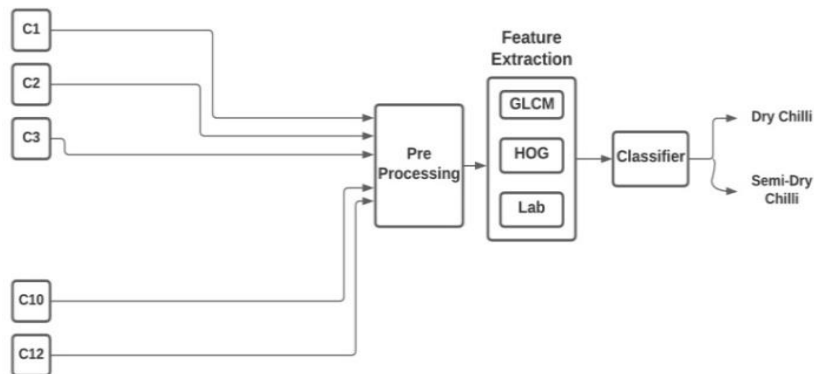 C1
C2
C3
C10
C12
Pre
Processing
Feature
Extraction
GLCM
HOG
Lab
Classifier
Dry Chilli
Semi-Dry
Chilli